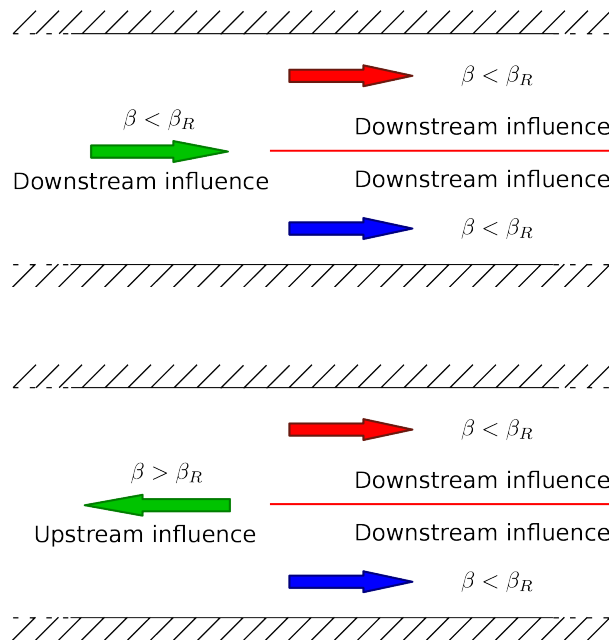 β < β_R
β < β_R
Downstream influence
Downstream influence
Downstream influence
β < β_R
β < β_R
β > β_R
Downstream influence
Upstream influence
Downstream influence
β < β_R